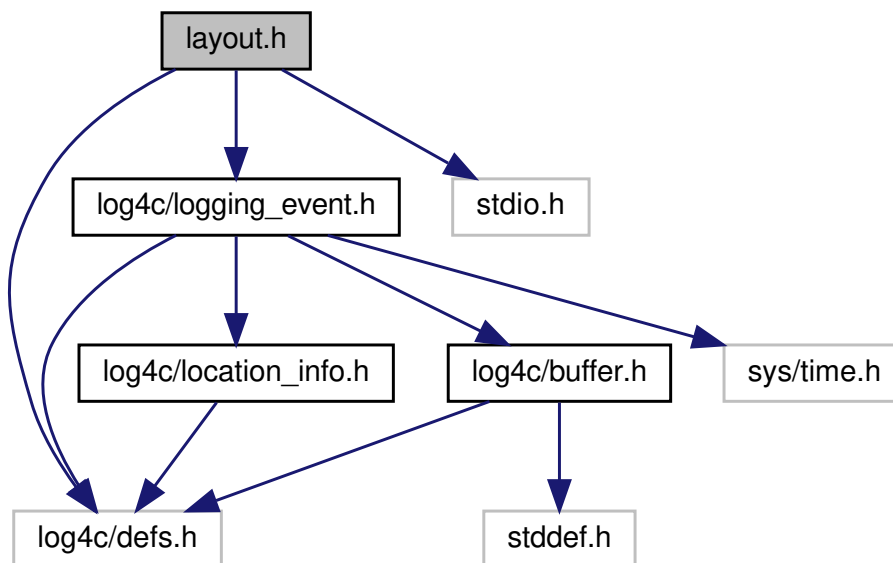 layout.h
log4c/logging_event.h
stdio.h
log4c/location_info.h
log4c/buffer.h
sys/time.h
log4c/defs.h
stddef.h